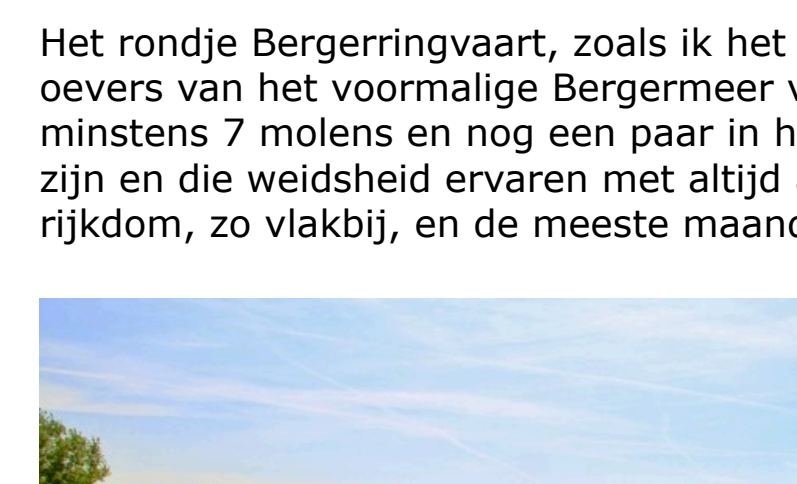 Het rondje Bergerringvaart, zoals ik het
oevers van het voormalige Bergermeer
minstens 7 molens en nog een paar in
zijn en die weidsheid ervaren met altijd
rijkdom, zo vlakbij, en de meeste